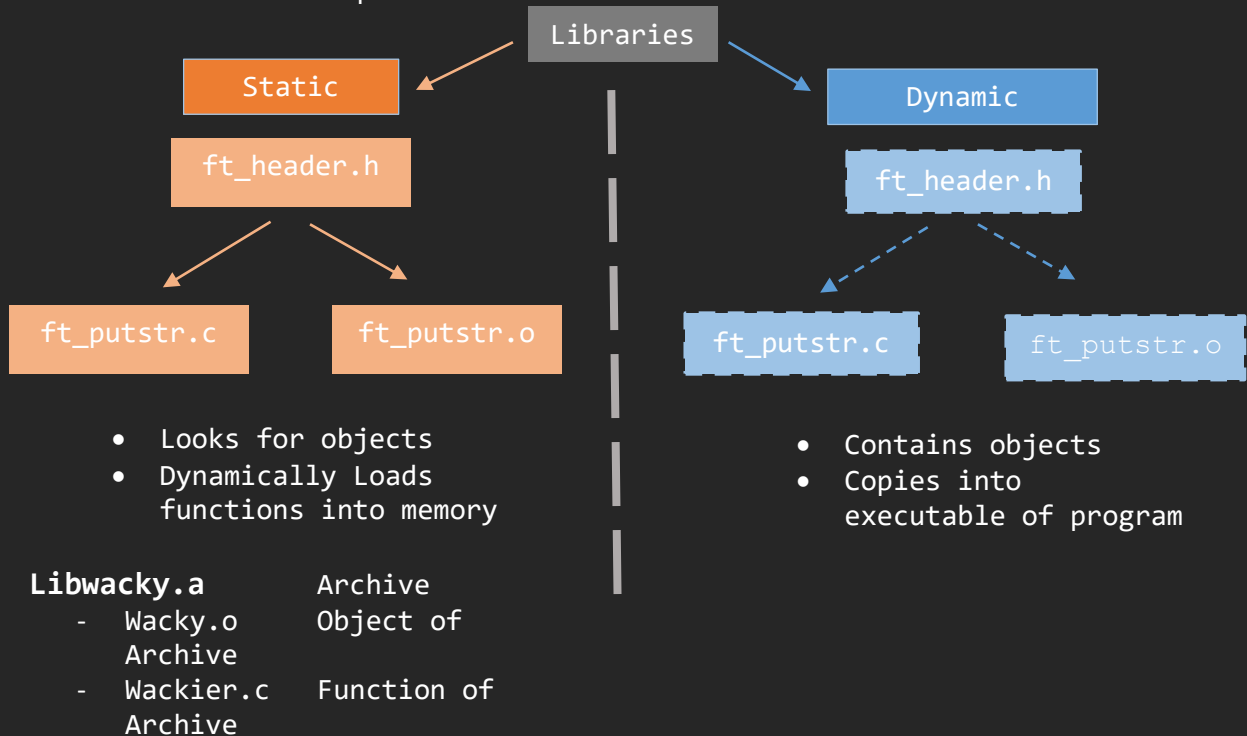 Libraries
Static
Dynamic
ft_header.h
ft_header.h
ft_putstr.c
ft_putstr.o
ft_putstr.c
ft_putstr.o
• Looks for objects
• Dynamically Loads
functions into memory
• Contains objects
• Copies into
executable of program
Libwacky.a Archive
- Wacky.o Object of
Archive
- Wackier.c Function of
Archive